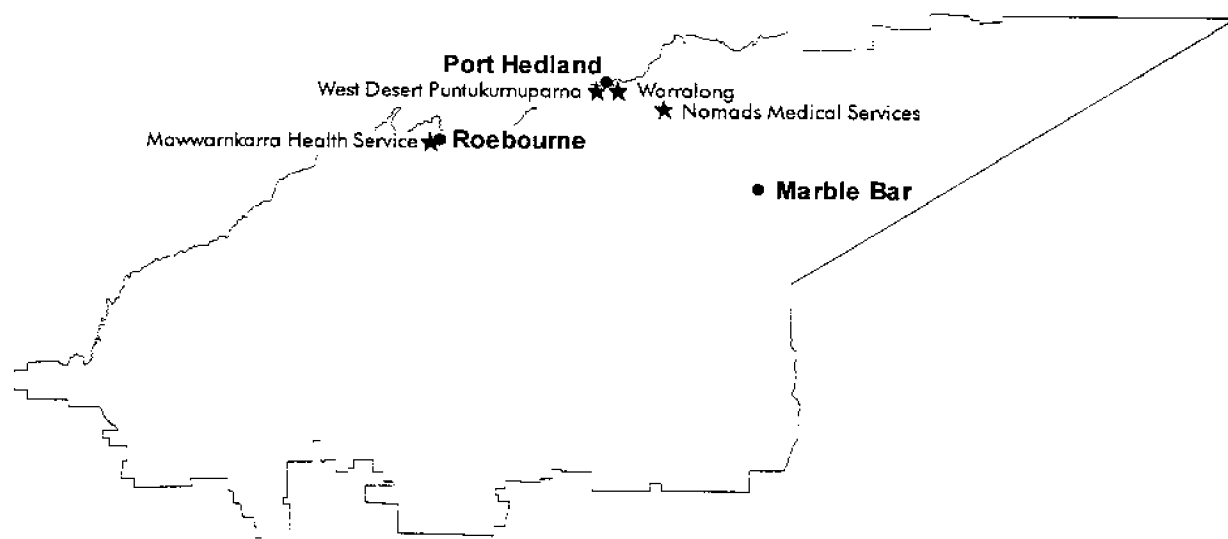 Port Hedland
West Desert Puntukurnuparna
Warralong
Nomads Medical Services
Mawwarnkarra Health Service
Roebourne
Marble Bar